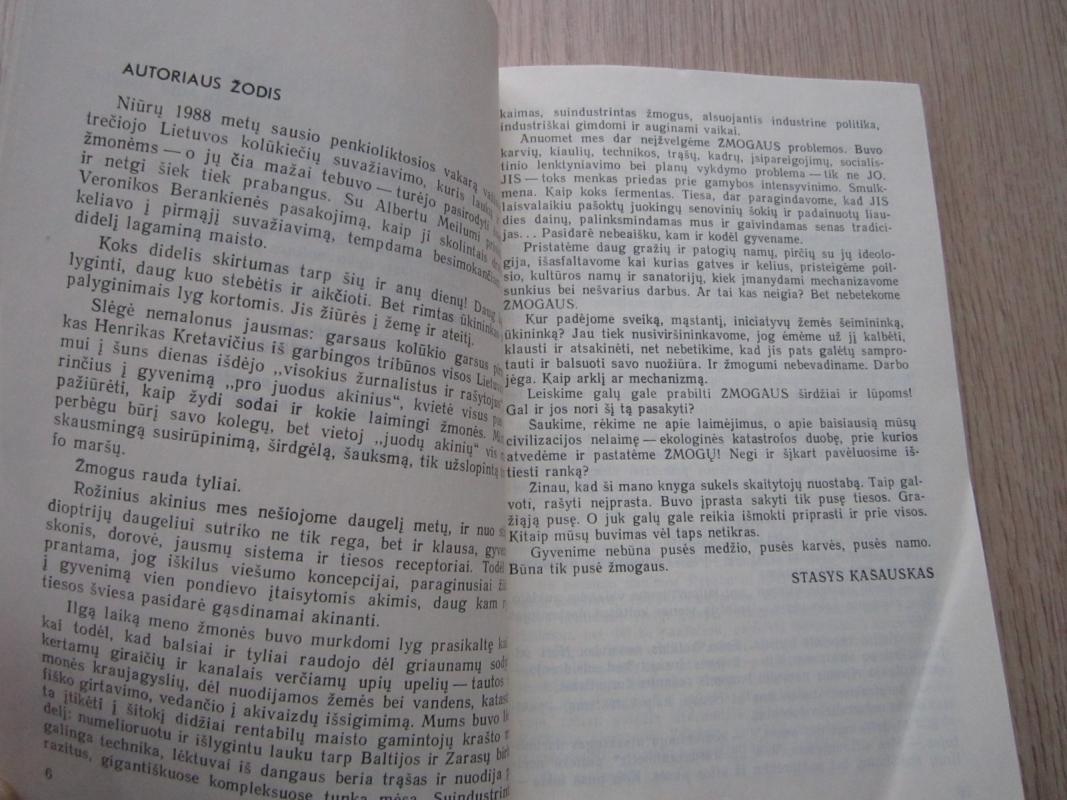 AUTORIAUS ŽODIS
Niūrų 1988 metų sausio penkioliktosios vakarą
trečiojo Lietuvos kolūkiečių suvažiavimo, kuris
žmonėms — o jų čia mažai tebuvo — turėjo pasirodyti
ir netgi šiek tiek prabangus. Su Albertu Meilumi
Veronikos Berankienės pasakojimą, kaip ji skolintais
keliavo į pirmąjį suvažiavimą, tempdama besimokančiam
didelį lagaminą maisto.
Koks didelis skirtumas tarp šių ir anų dienų! Daug
lyginti, daug kuo stebėtis ir aikčioti. Bet rimtas ūkininkas
palyginimais lyg kortomis. Jis žiūrės į žemę ir ateitį.
Slėgė nemalonus jausmas: garsaus kolūkio garsus
kas Henrikas Kretavičius iš garbingos tribūnos visos Lietuvos
mui į šuns dienas išdėjo „visokius žurnalistus ir rašytojus“
rinčius į gyvenimą „pro juodus akinius“, kvietė visus
pažiūrėti, kaip žydi sodai ir kokie laimingi žmonės.
perbėgu būrį savo kolegų, bet vietoj „juodų akinių“ vis
skausmingą susirūpinimą, širdgėlą, šauksmą, tik užslopintą
fo maršų.
Žmogus rauda tyliai.
Rožinius akinius mes nešiojome daugelį metų, ir nuo
dioptrijų daugeliui sutriko ne tik rega, bet ir klausa,
skonis, dorovė, jausmų sistema ir tiesos receptoriai. Todėl
prantama, jog iškilus viešumo koncepcijai, paraginusiai
į gyvenimą vien pondievo įtaisytomis akimis, daug kam
tiesos šviesa pasidarė gąsdinamai akinanti.
Ilgą laiką meno žmonės buvo murkdomi lyg prasikaltę
kai todėl, kad balsiai ir tyliai raudojo dėl griaunamų
kertamų giraičių ir kanalais verčiamų upių upelių — tautos
monės kraujagyslių, dėl nuodijamos žemės bei vandens,
fiško girtavimo, vedančio į akivaizdų išsigimimą. Mums buvo
ta įtikėti į šitokį didžiai rentabilų maisto gamintojų krašto
delį: numelioruotu ir išlygintu lauku tarp Baltijos ir Zarasų
galinga technika, lėktuvai iš dangaus beria trąšas ir nuodija
razitus, gigantiškuose kompleksuose tunka mėsa.
6
kaimas, suindustrintas žmogus, alsuojantis industrine politika,
industriškai gimdomi ir auginami vaikai.
Anuomet mes dar neįžvelgėme ŽMOGAUS problemos. Buvo
karvių, kiaulių, technikos, trąšų, kadrų, įsipareigojimų, socialis-
tinio lenktyniavimo bei planų vykdymo problema — tik ne JO.
JIS — toks menkas priedas prie gamybos intensyvinimo. Smulk-
mena. Kaip koks fermentas. Tiesa, dar paragindavome, kad JIS
laisvalaikiu pašoktų juokingų senovinių šokių ir padainuotų liau-
dies dainų, palinksmindamas mus ir gaivindamas senas tradici-
jas... Pasidarė nebeaišku, kam ir kodėl gyvename.
Pristatėme daug gražių ir patogių namų, pirčių su jų ideolo-
gija, išasfaltavome kai kurias gatves ir kelius, pristeigėme poil-
sio, kultūros namų ir sanatorijų, kiek įmanydami mechanizavome
sunkius bei nešvarius darbus. Ar tai kas neigia? Bet nebetekome
ŽMOGAUS.
Kur padėjome sveiką, mąstantį, iniciatyvų žemės šeimininką,
ūkininką? Jau tiek nusiviršininkavome, jog ėmėme už jį kalbėti,
klausti ir atsakinėti, net nebetikime, kad jis pats galėtų sampro-
tauti ir balsuoti savo nuožiūra. Ir žmogumi nebevadiname. Darbo
jėga. Kaip arklį ar mechanizmą.
Leiskime galų gale prabilti ŽMOGAUS širdžiai ir lūpoms!
Gal ir jos nori šį tą pasakyti?
Saukime, rėkime ne apie laimėjimus, o apie baisiausią mūsų
civilizacijos nelaimę — ekologinės katastrofos duobę, prie kurios
atvedėme ir pastatėme ŽMOGŲ! Negi ir šįkart pavėluosime iš-
tiesti ranką?
Žinau, kad ši mano knyga sukels skaitytojų nuostabą. Taip gal-
voti, rašyti neįprasta. Buvo įprasta sakyti tik pusę tiesos. Gra-
žiąją pusę. O juk galų gale reikia išmokti priprasti ir prie visos.
Kitaip mūsų buvimas vėl taps netikras.
Gyvenime nebūna pusės medžio, pusės karvės, pusės namo.
Būna tik pusė žmogaus.
STASYS KAŠAUSKAS